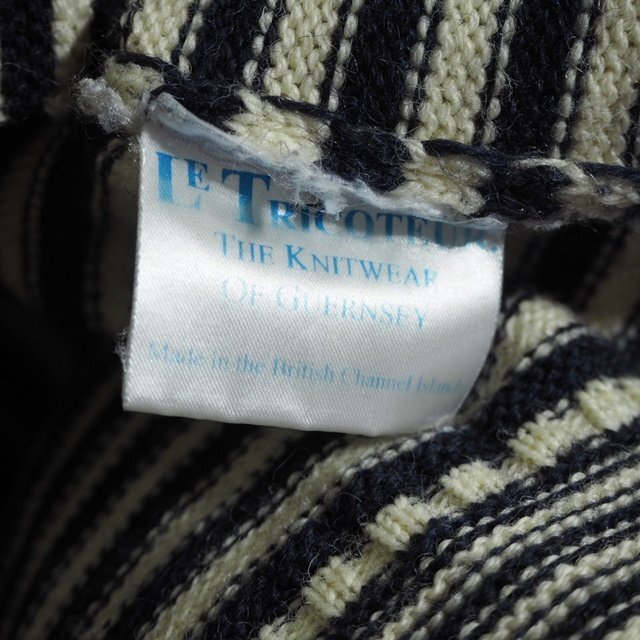 LE TRICOTEUR
THE KNITWEAR
OF GUERNSEY
Made in the British Channel Islands